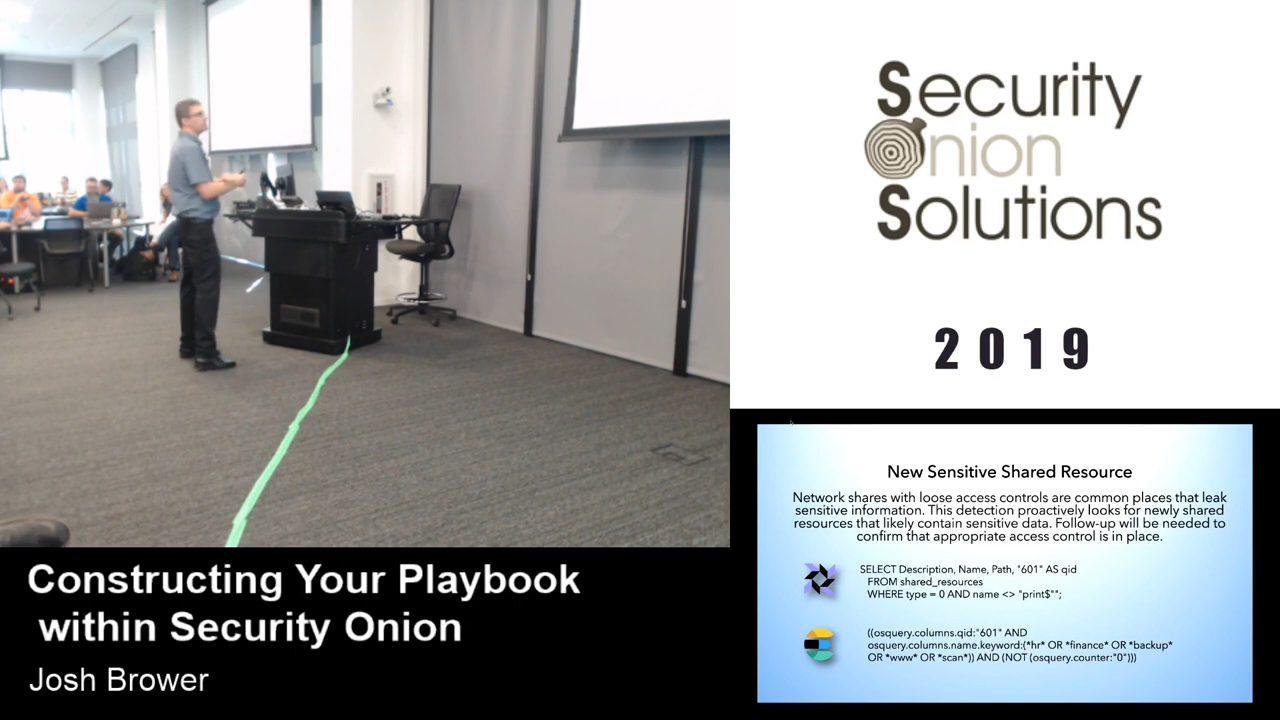 Security
Onion
Solutions
2019
New Sensitive Shared Resource
Network shares with loose access controls are common places that leak
sensitive information. This detection proactively looks for newly shared
resources that likely contain sensitive data. Follow-up will be needed to
confirm that appropriate access control is in place.
SELECT Description, Name, Path, "601" AS qid
FROM shared_resources
WHERE type = 0 AND name <> "print$"";
((osquery.columns.qid:"601" AND
osquery.columns.name.keyword:(*hr* OR *finance* OR *backup*
OR *www* OR *scan*)) AND (NOT (osquery.counter:"0")))
Constructing Your Playbook
within Security Onion
Josh Brower